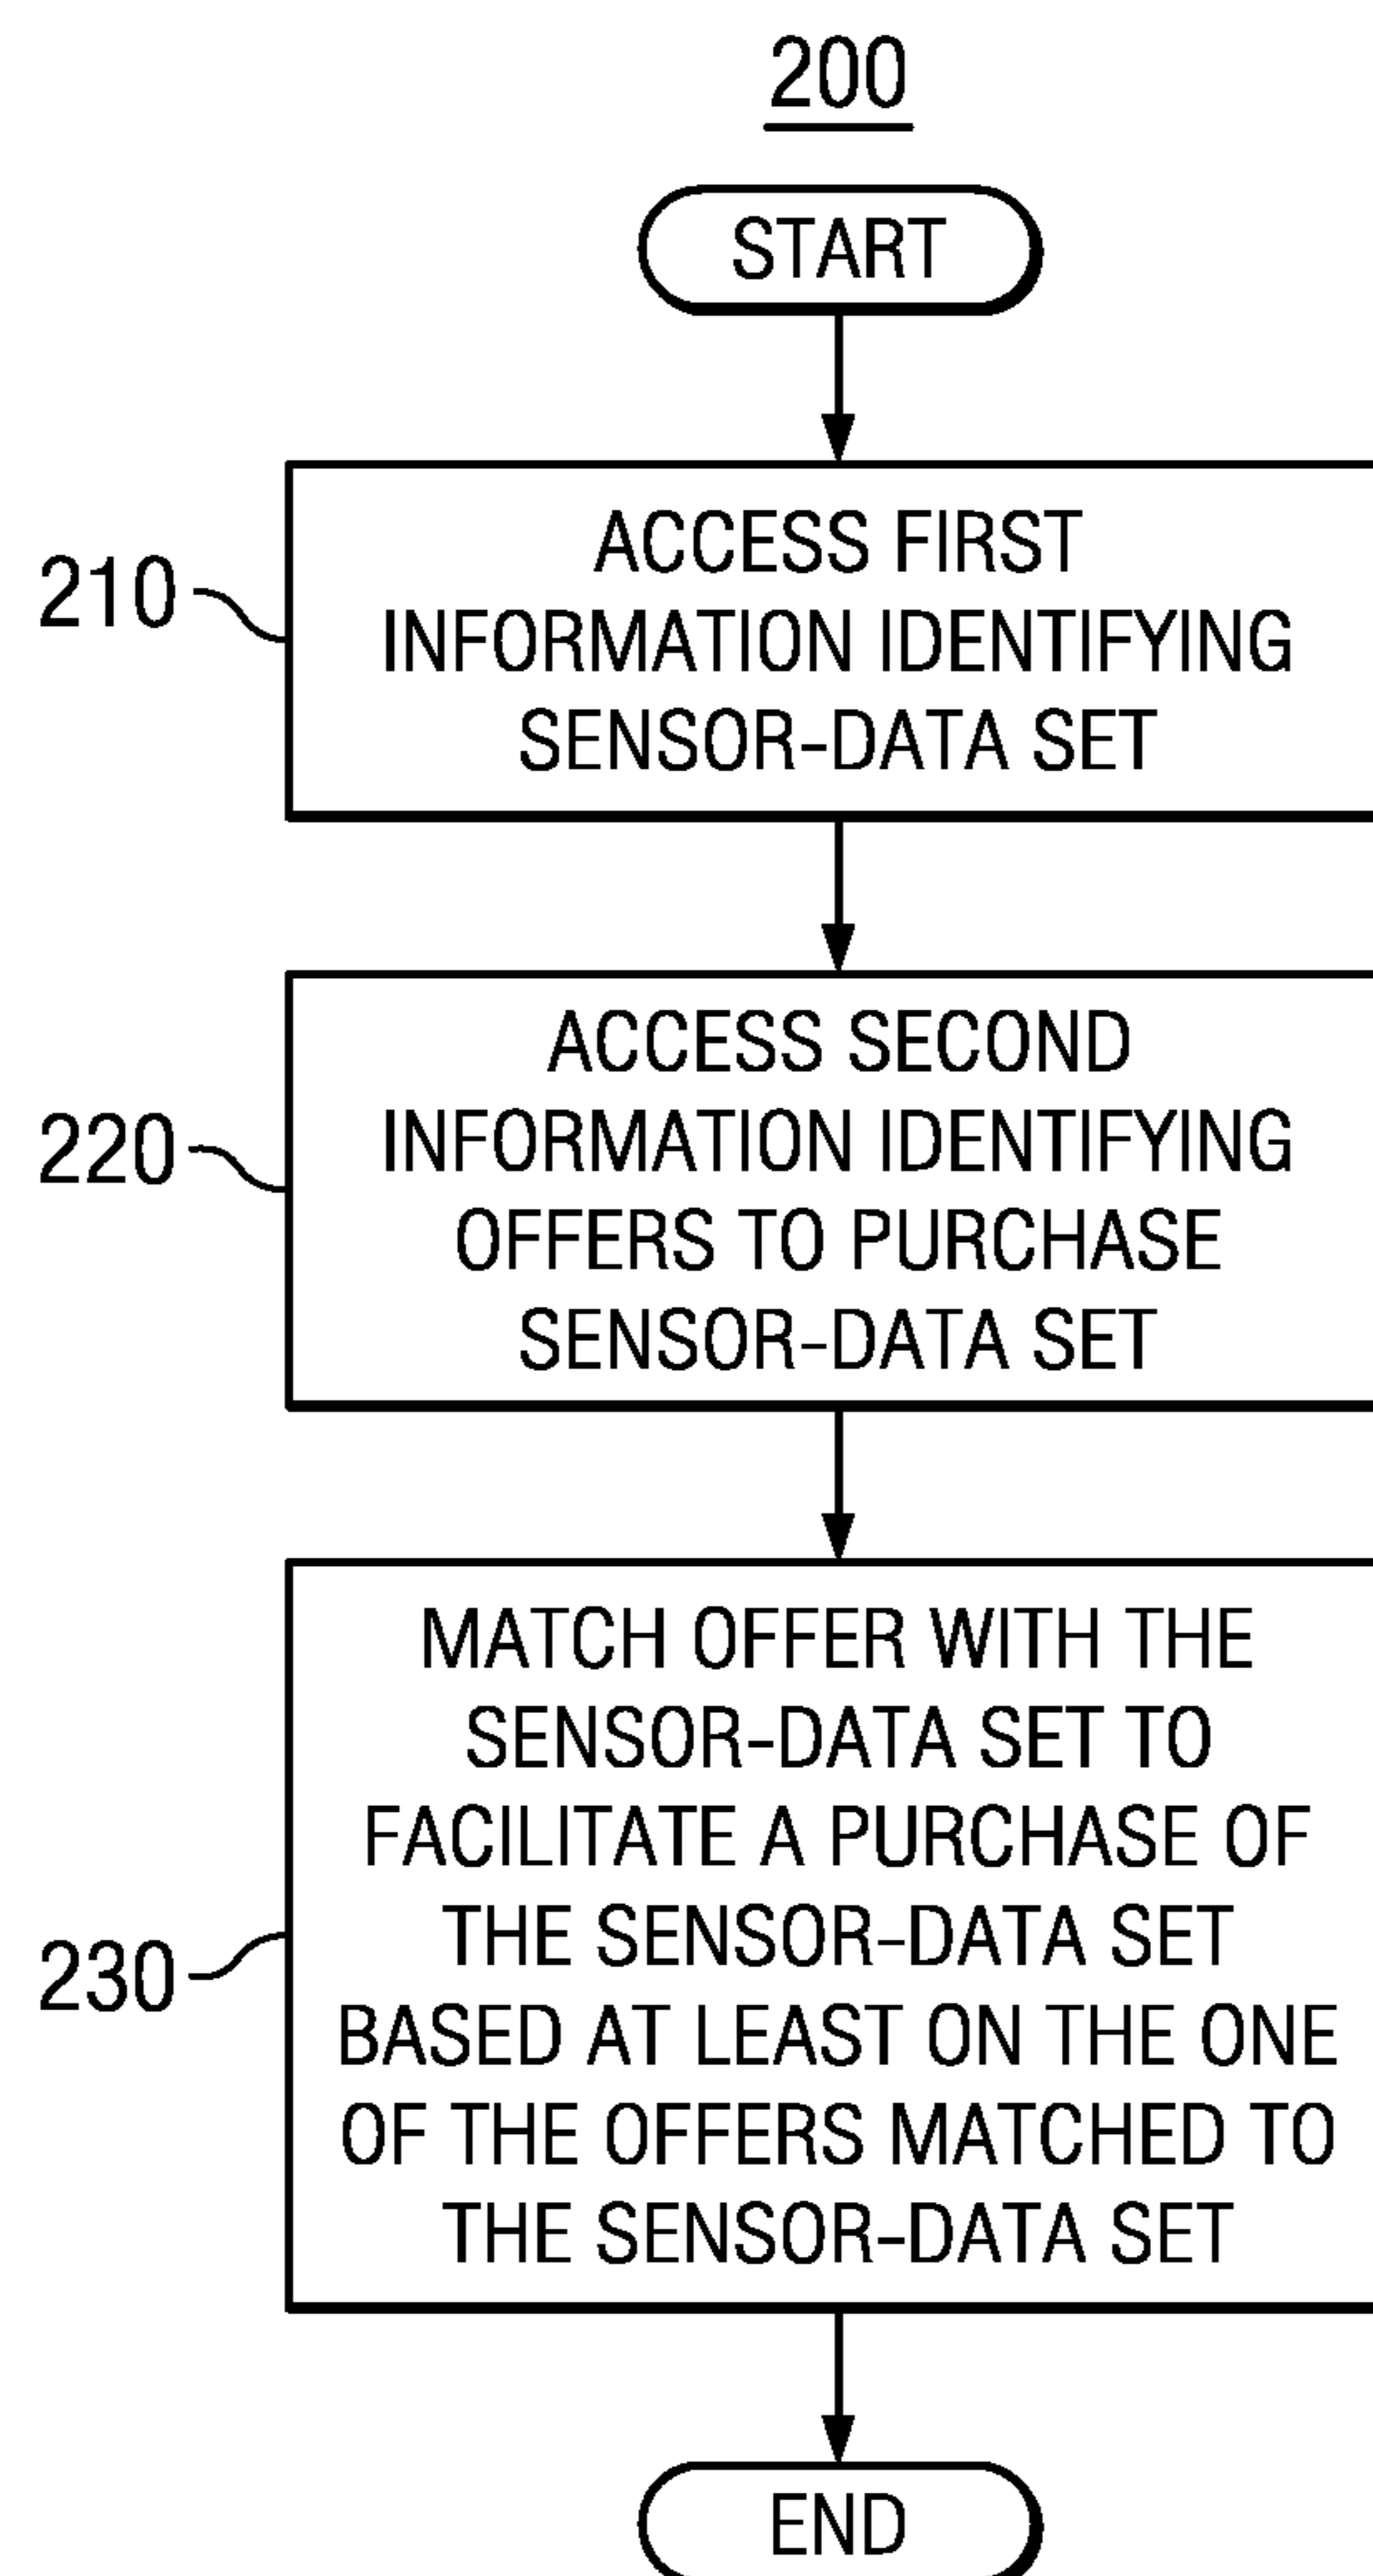 200
START
210
ACCESS FIRST
INFORMATION IDENTIFYING
SENSOR-DATA SET
220
ACCESS SECOND
INFORMATION IDENTIFYING
OFFERS TO PURCHASE
SENSOR-DATA SET
230
MATCH OFFER WITH THE
SENSOR-DATA SET TO
FACILITATE A PURCHASE OF
THE SENSOR-DATA SET
BASED AT LEAST ON THE ONE
OF THE OFFERS MATCHED TO
THE SENSOR-DATA SET
END